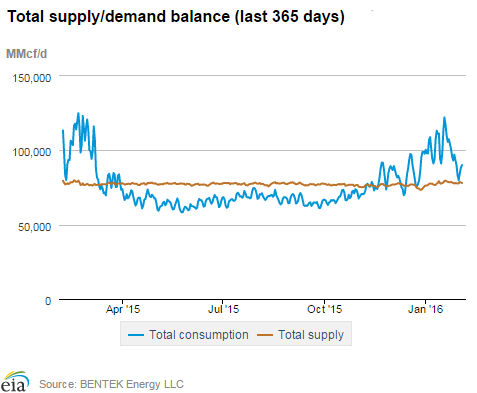 Total supply/demand balance (last 365 days)
MMcf/d
150,000
100,000
50,000
0
Apr '15
Jul '15
Oct '15
Jan '16
Total consumption
Total supply
eia
Source: BENTEK Energy LLC